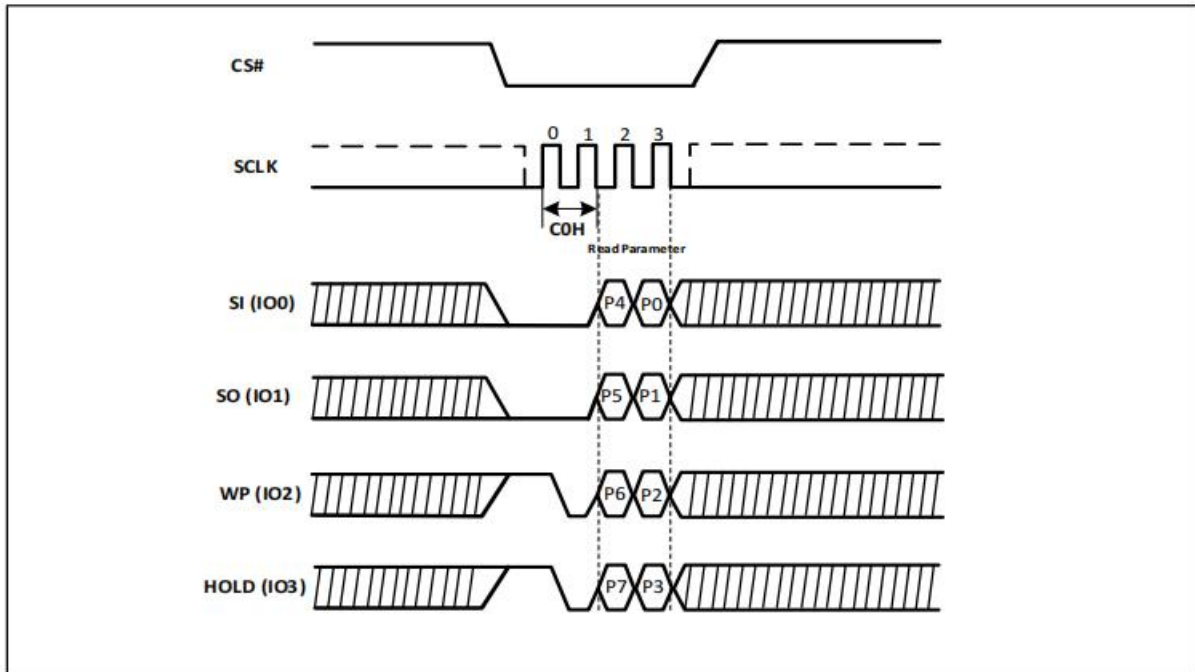 CS#
0 1 2 3
SCLK
C0H
Read Parameter
SI (IO0) P4 P0
SO (IO1) P5 P1
WP (IO2) P6 P2
HOLD (IO3) P7 P3